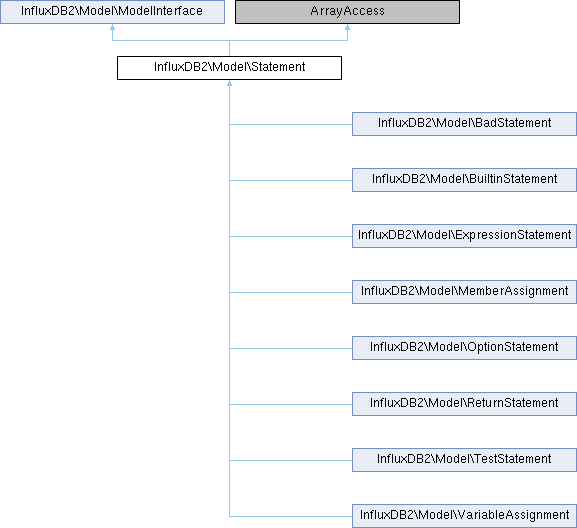 InfluxDB2\Model\ModelInterface
ArrayAccess
InfluxDB2\Model\Statement
InfluxDB2\Model\BadStatement
InfluxDB2\Model\BuiltinStatement
InfluxDB2\Model\ExpressionStatement
InfluxDB2\Model\MemberAssignment
InfluxDB2\Model\OptionStatement
InfluxDB2\Model\ReturnStatement
InfluxDB2\Model\TestStatement
InfluxDB2\Model\VariableAssignment